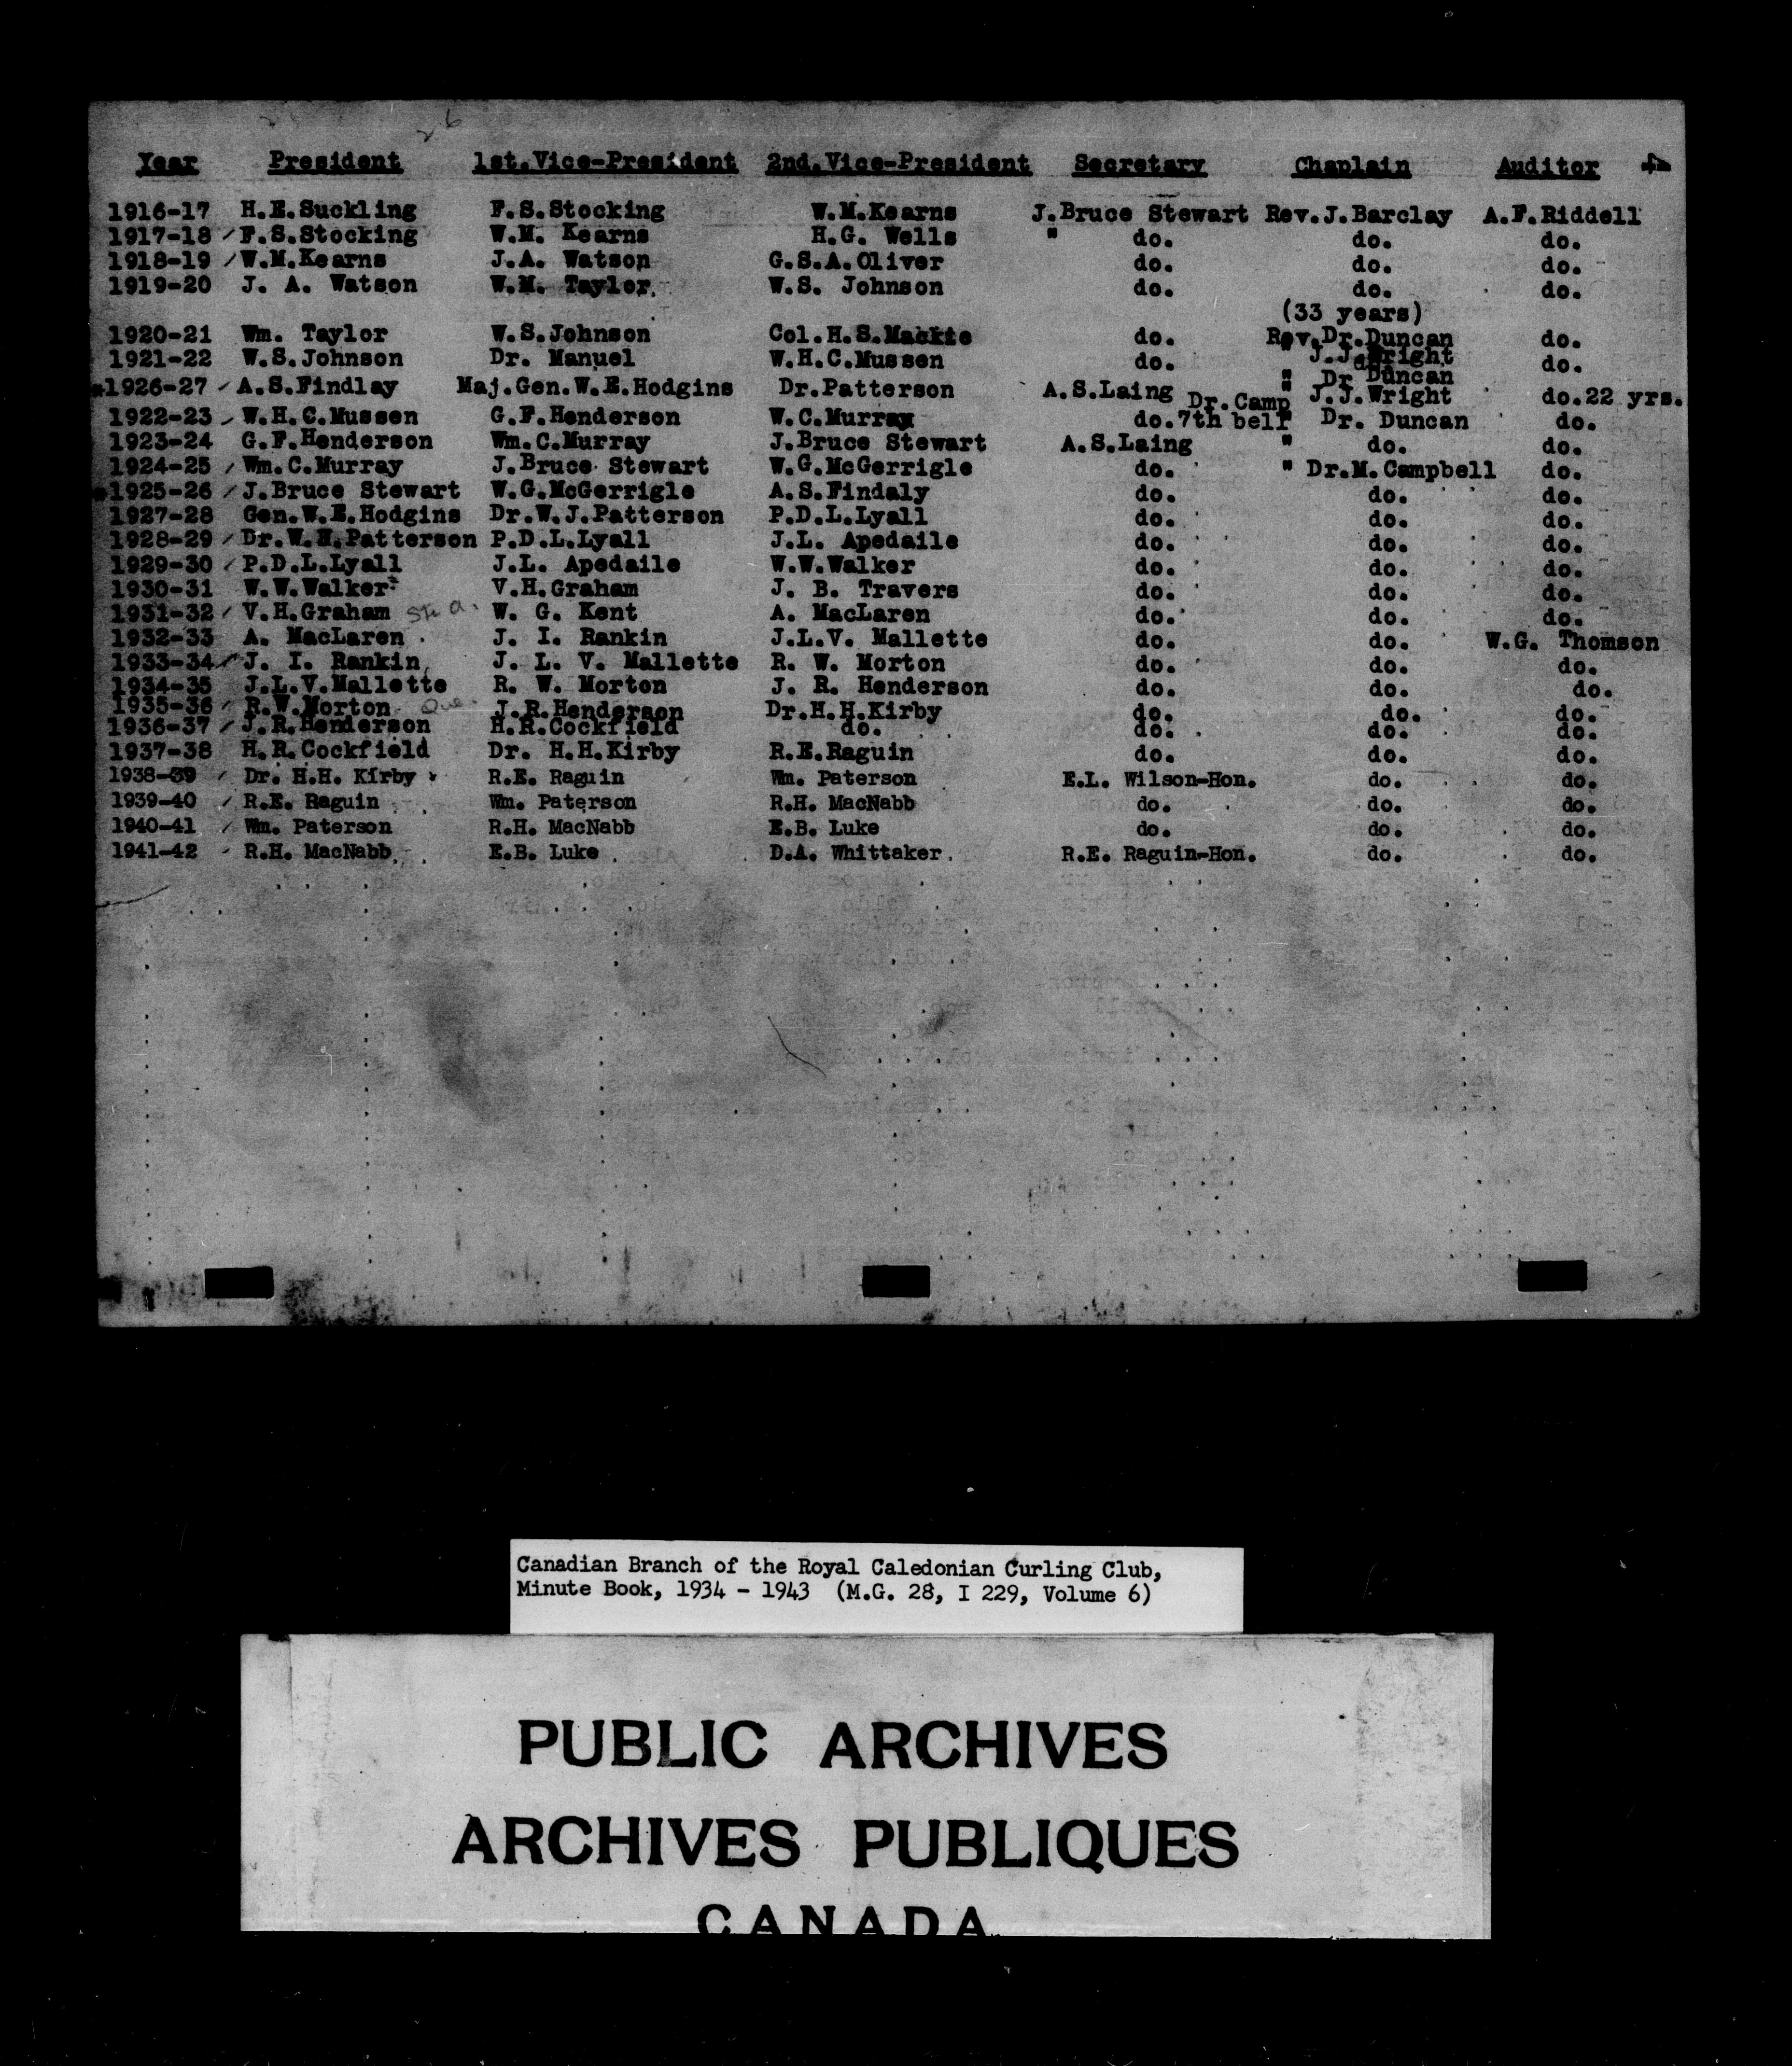 26
Year President 1st.Vice-President 2nd.Vice-President Secretary Chaplain Auditor 4
1916-17 H.E.Suckling F.S.Stocking W.M.Kearns J.Bruce Stewart Rev.J.Barclay A.F.Riddell
1917-18 F.S.Stocking W.M. Kearns H.G. Wells " do. do. do.
1918-19 W.M.Kearns J.A. Watson G.S.A.Oliver do. do. do.
1919-20 J. A. Watson W.M. Taylor W.S. Johnson do. do. do.
(33 years)
1920-21 Wm. Taylor W.S.Johnson Col.H.S.Mackie do. Rev.Dr.Duncan do.
1921-22 W.S.Johnson Dr. Manuel W.H.C.Mussen do. " J.J.Wright do.
" Dr Duncan
1926-27 A.S.Findlay Maj.Gen.W.E.Hodgins Dr.Patterson A.S.Laing Dr.Camp " J.J.Wright do.22 yrs.
1922-23 W.H.C.Mussen G.F.Henderson W.C.Murray do.7th bell " Dr. Duncan do.
1923-24 G.F.Henderson Wm.C.Murray J.Bruce Stewart A.S.Laing " do. do.
1924-25 Wm.C.Murray J.Bruce Stewart W.G.McGerrigle do. " Dr.M.Campbell do.
1925-26 J.Bruce Stewart W.G.McGerrigle A.S.Findaly do. do. do.
1927-28 Gen.W.E.Hodgins Dr.W.J.Patterson P.D.L.Lyall do. do. do.
1928-29 Dr.W.H.Patterson P.D.L.Lyall J.L. Apedaile do. do. do.
1929-30 P.D.L.Lyall J.L. Apedaile W.W.Walker do. do. do.
1930-31 W.W.Walker V.H.Graham J. B. Travers do. do. do.
1931-32 V.H.Graham W. G. Kent A. MacLaren do. do. do.
1932-33 A. MacLaren J. I. Rankin J.L.V. Mallette do. do. W.G. Thomson
1933-34 J. I. Rankin J. L. V. Mallette R. W. Morton do. do. do.
1934-35 J.L.V.Mallette R. W. Morton J. R. Henderson do. do. do.
1935-36 R.W.Morton Que. J.R.Henderson Dr.H.H.Kirby do. do. do.
1936-37 J.R.Henderson H.R.Cockfield do. do. do. do.
1937-38 H.R.Cockfield Dr. H.H.Kirby R.E.Raguin do. do. do.
1938-39 Dr. H.H. Kirby R.E. Raguin Wm. Paterson E.L. Wilson-Hon. do. do.
1939-40 R.E. Raguin Wm. Paterson R.H. MacNabb do. do. do.
1940-41 Wm. Paterson R.H. MacNabb E.B. Luke do. do. do.
1941-42 R.H. MacNabb E.B. Luke D.A. Whittaker R.E. Raguin-Hon. do. do.
Canadian Branch of the Royal Caledonian Curling Club,
Minute Book, 1934 - 1943 (M.G. 28, I 229, Volume 6)
PUBLIC ARCHIVES
ARCHIVES PUBLIQUES
CANADA